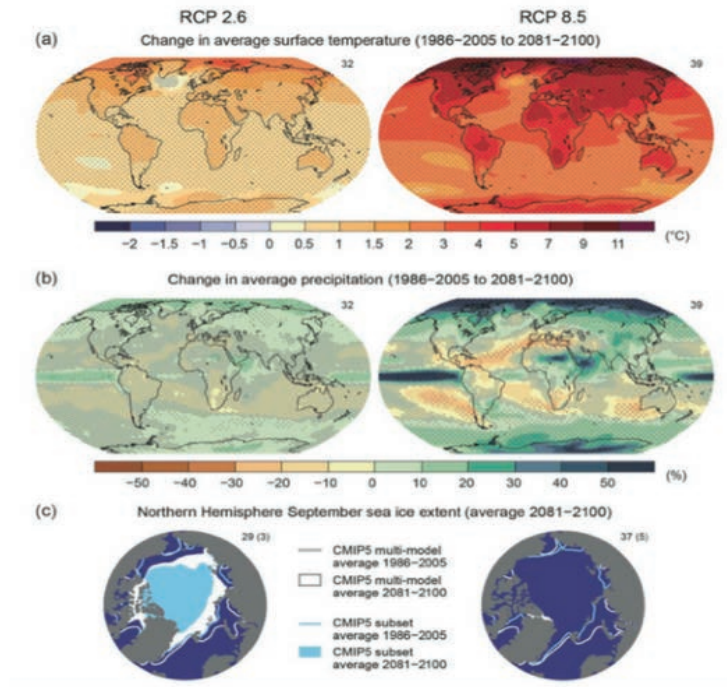 RCP 2.6 RCP 8.5
(a) Change in average surface temperature (1986−2005 to 2081−2100)
32 39
−2 −1.5 −1 −0.5 0 0.5 1 1.5 2 3 4 5 7 9 11 (°C)
(b) Change in average precipitation (1986−2005 to 2081−2100)
32 39
−50 −40 −30 −20 −10 0 10 20 30 40 50 (%)
(c) Northern Hemisphere September sea ice extent (average 2081−2100)
29 (3) 37 (5)
CMIP5 multi-model
average 1986−2005
CMIP5 multi-model
average 2081−2100
CMIP5 subset
average 1986−2005
CMIP5 subset
average 2081−2100